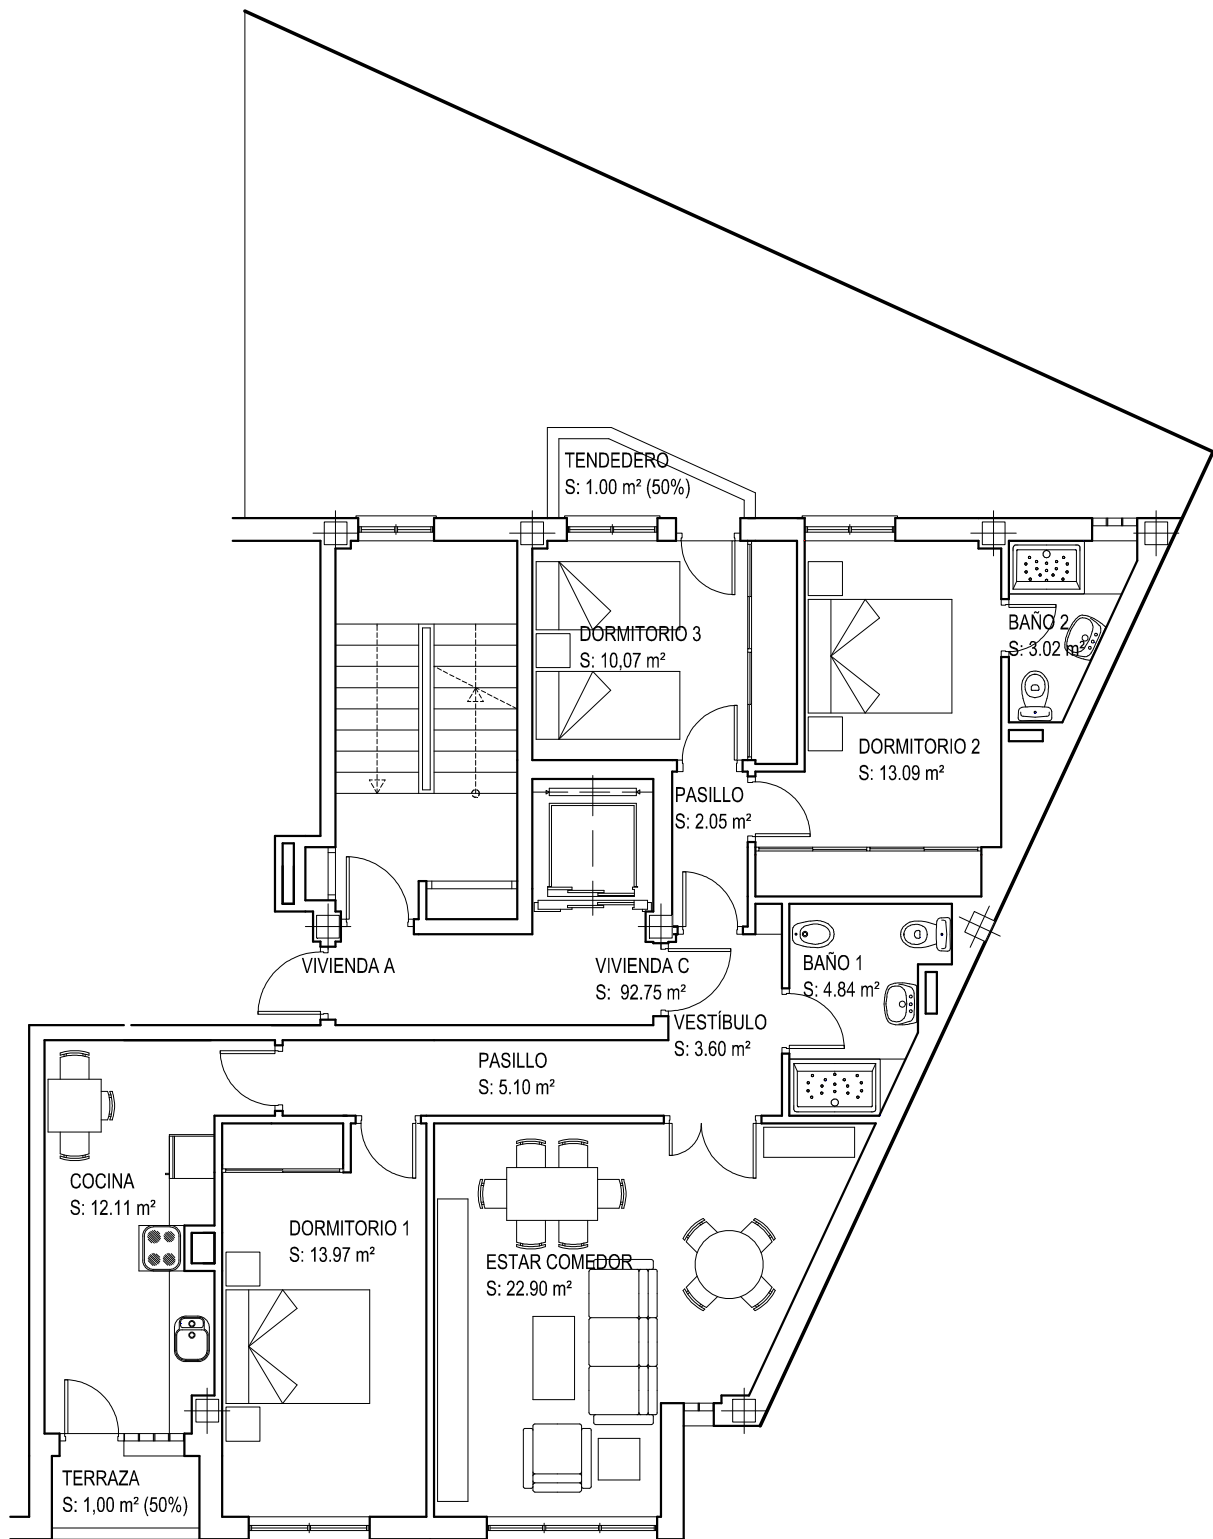 TENDEDERO
S: 1.00 m² (50%)
DORMITORIO 3
S: 10,07 m²
BAÑO 2
S: 3.02 m²
DORMITORIO 2
S: 13.09 m²
PASILLO
S: 2.05 m²
VIVIENDA A
VIVIENDA C
S: 92.75 m²
BAÑO 1
S: 4.84 m²
VESTÍBULO
S: 3.60 m²
PASILLO
S: 5.10 m²
COCINA
S: 12.11 m²
DORMITORIO 1
S: 13.97 m²
ESTAR COMEDOR
S: 22.90 m²
TERRAZA
S: 1,00 m² (50%)